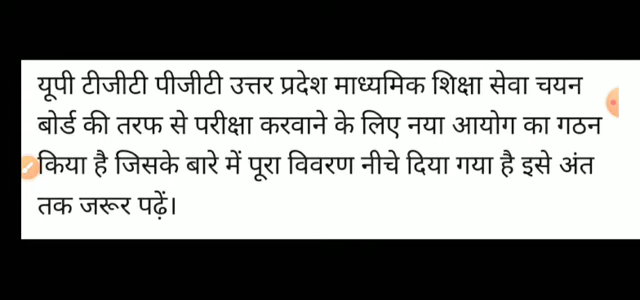 यूपी टीजीटी पीजीटी उत्तर प्रदेश माध्यमिक शिक्षा सेवा चयन
बोर्ड की तरफ से परीक्षा करवाने के लिए नया आयोग का गठन
किया है जिसके बारे में पूरा विवरण नीचे दिया गया है इसे अंत
तक जरूर पढ़ें।